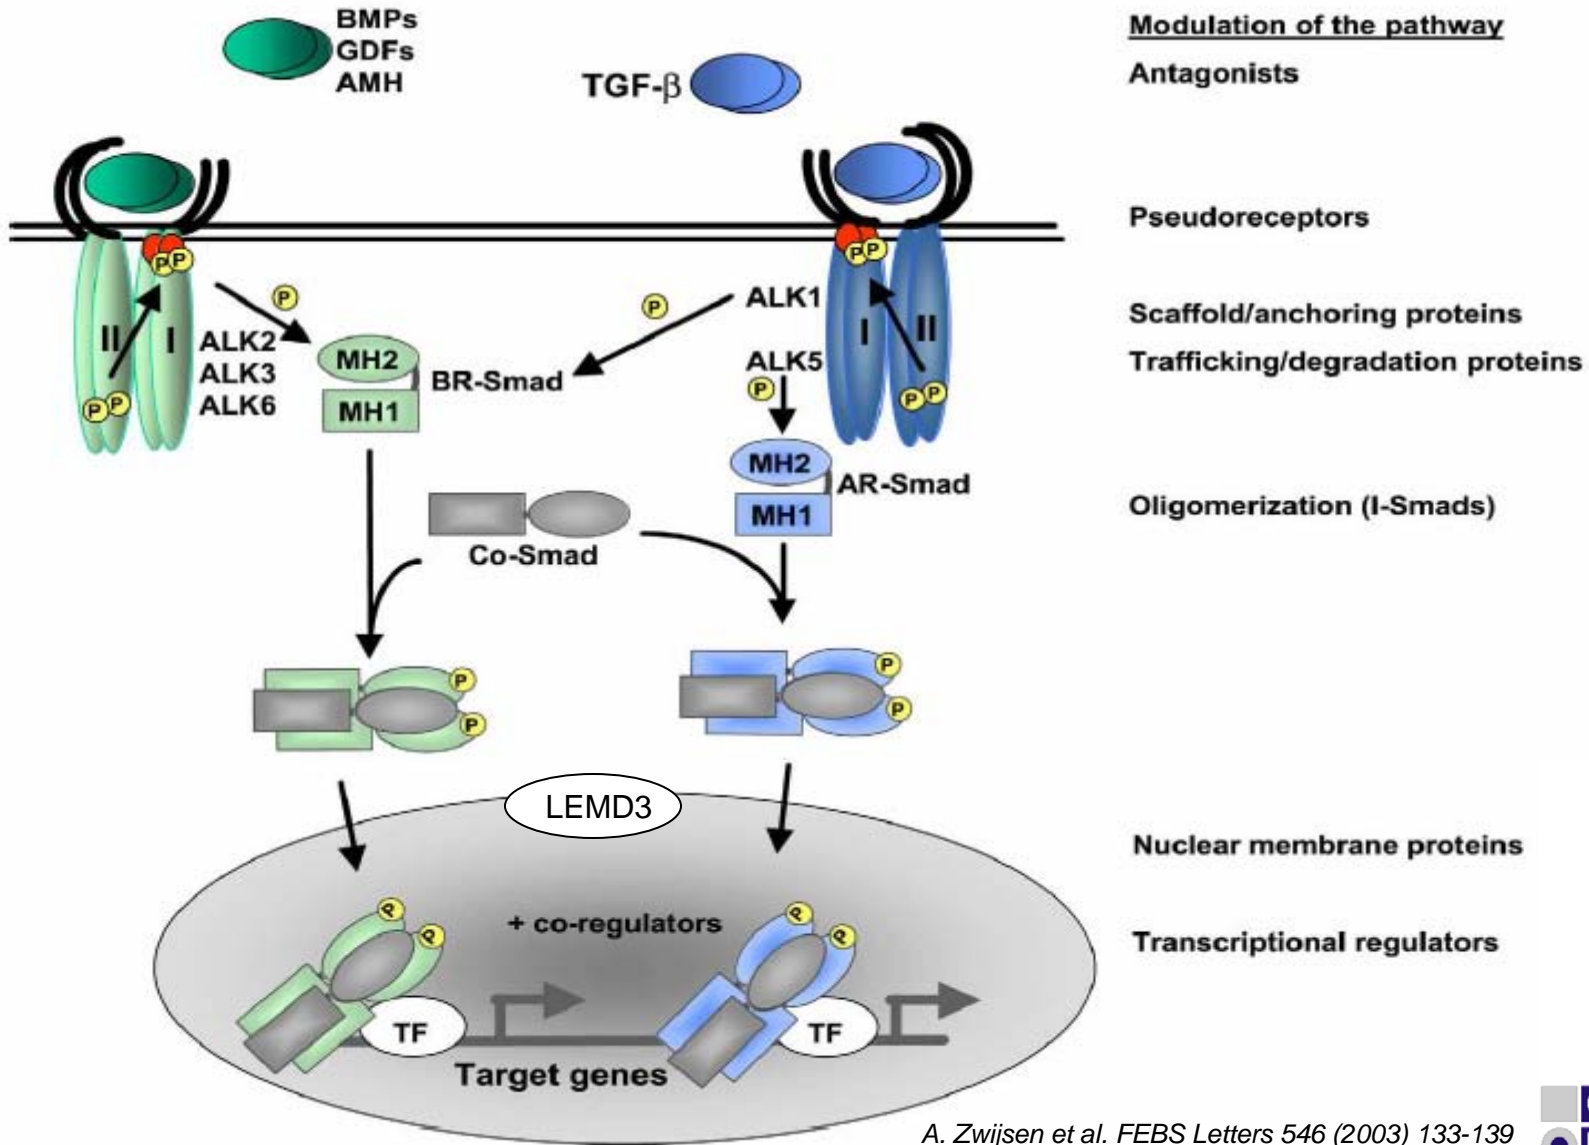 BMPs
GDFs
AMH
TGF-β
Modulation of the pathway
Antagonists
Pseudoreceptors
Scaffold/anchoring proteins
Trafficking/degradation proteins
Oligomerization (I-Smads)
Nuclear membrane proteins
Transcriptional regulators
P P
P P
P
P
ALK1
II
I
ALK2
ALK3
ALK6
I
II
ALK5
P
P P
P P
MH2
MH1
BR-Smad
MH2
MH1
AR-Smad
Co-Smad
P
P
P
P
LEMD3
+ co-regulators
P
P
P
P
TF
TF
Target genes
A. Zwijsen et al. FEBS Letters 546 (2003) 133-139